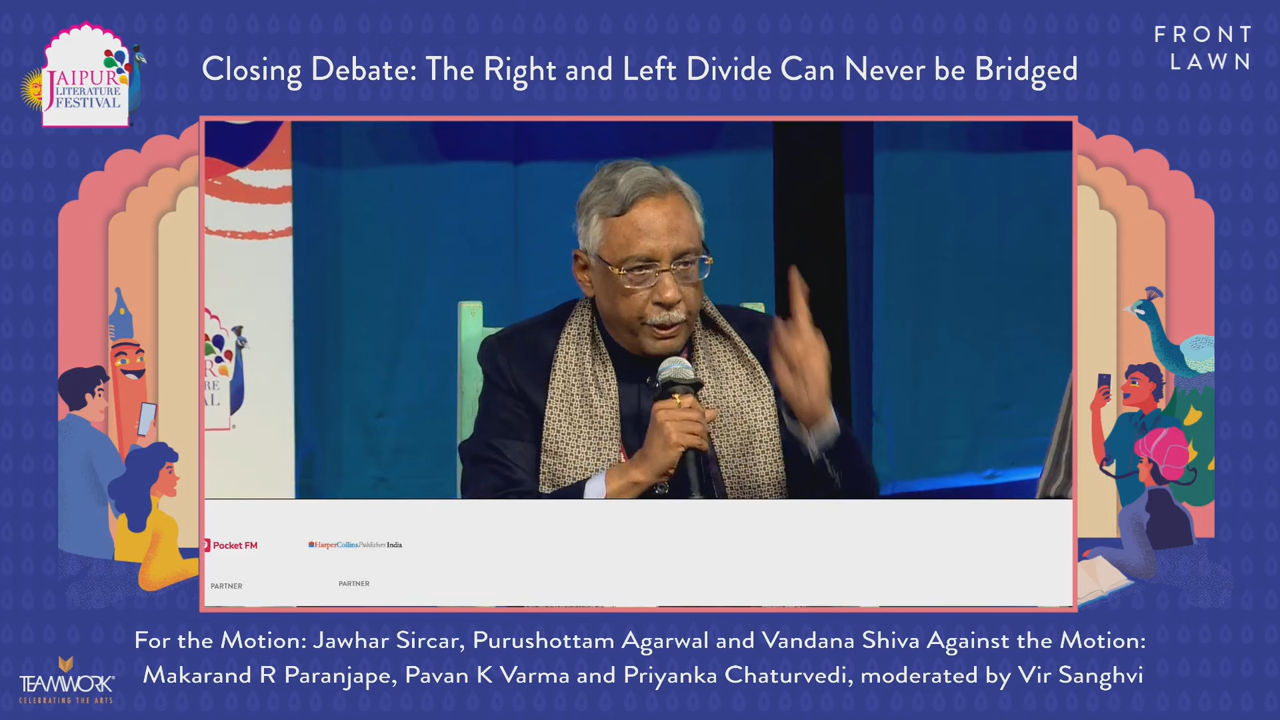 JAIPUR
LITERATURE
FESTIVAL
Closing Debate: The Right and Left Divide Can Never be Bridged
FRONT
LAWN
Pocket FM
HarperCollins Publishers India
PARTNER
PARTNER
For the Motion: Jawhar Sircar, Purushottam Agarwal and Vandana Shiva Against the Motion:
Makarand R Paranjape, Pavan K Varma and Priyanka Chaturvedi, moderated by Vir Sanghvi
TEAMWORK
CELEBRATING THE ARTS